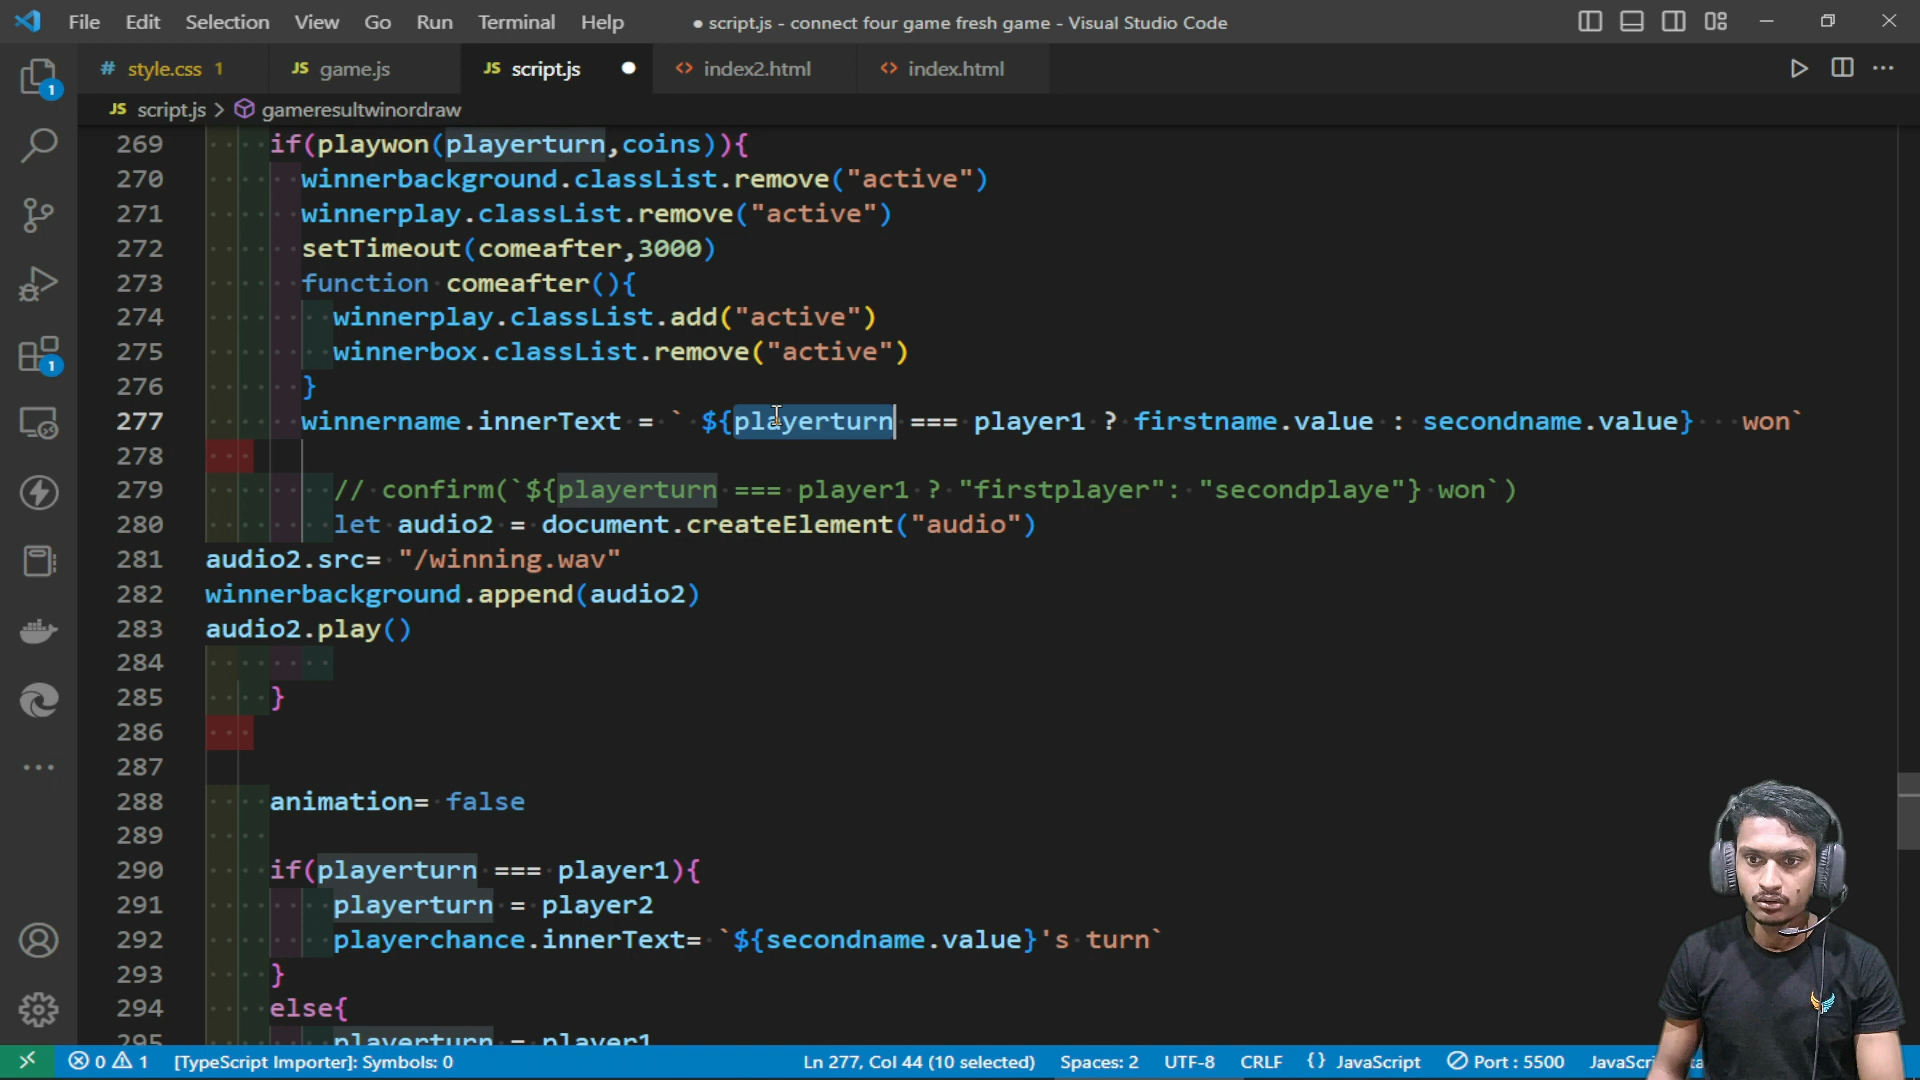 File Edit Selection View Go Run Terminal Help ● script.js - connect four game fresh game - Visual Studio Code
# style.css 1 JS game.js JS script.js <> index2.html <> index.html
JS script.js > gameresultwinordraw
269 if(playwon(playerturn,coins)){
270 winnerbackground.classList.remove("active")
271 winnerplay.classList.remove("active")
272 setTimeout(comeafter,3000)
273 function comeafter(){
274 winnerplay.classList.add("active")
275 winnerbox.classList.remove("active")
276 }
277 winnername.innerText = ` ${playerturn === player1 ? firstname.value : secondname.value}   won`
278
279 // confirm(`${playerturn === player1 ? "firstplayer": "secondplaye"} won`)
280 let audio2 = document.createElement("audio")
281 audio2.src= "/winning.wav"
282 winnerbackground.append(audio2)
283 audio2.play()
284
285 }
286
287
288 animation= false
289
290 if(playerturn === player1){
291 playerturn = player2
292 playerchance.innerText= `${secondname.value}'s turn`
293 }
294 else{
295 playerturn = player1
0 1 [TypeScript Importer]: Symbols: 0 Ln 277, Col 44 (10 selected) Spaces: 2 UTF-8 CRLF {} JavaScript Port : 5500